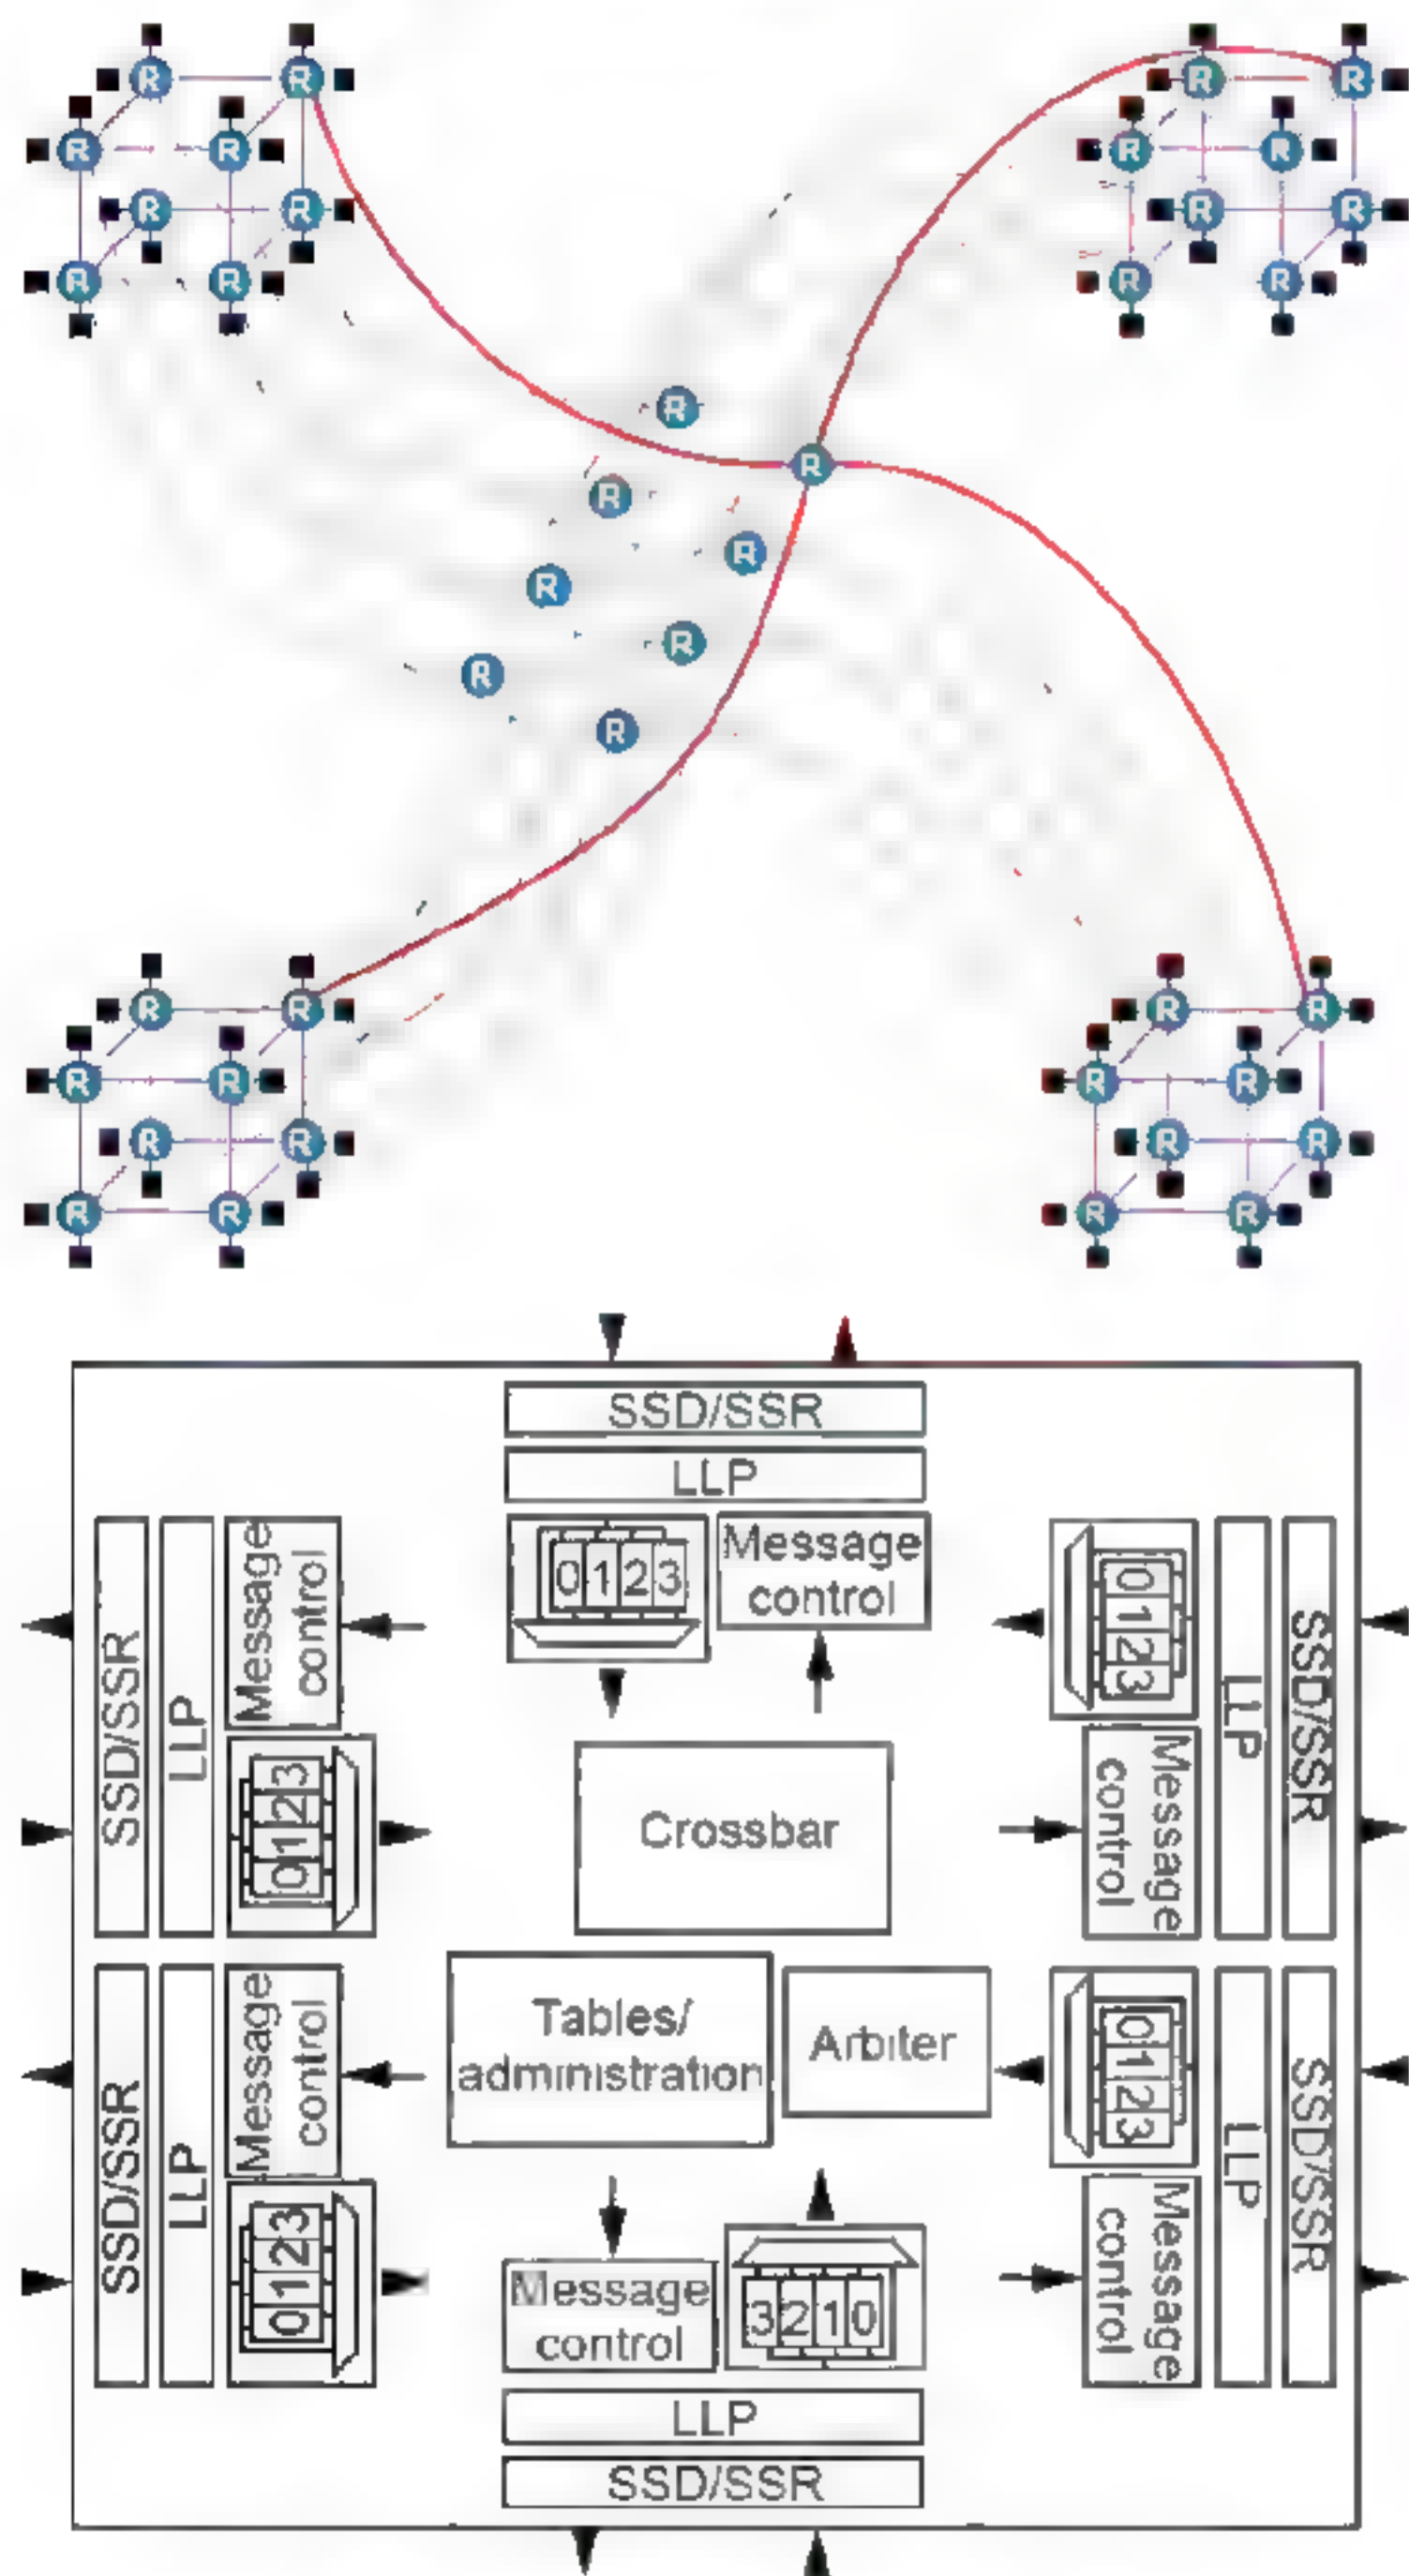 R R R R
R R R R
R R R R
R R R R
R
R
R
R
R
R
R
R
R R R R
R R R R
R R R R
R R R R
SSD/SSR
LLP
0 1 2 3
Message
control
SSD/SSR
LLP
Message
control
0 1 2 3
0 1 2 3
Message
control
LLP
SSD/SSR
Crossbar
Tables/
administration
Arbiter
SSD/SSR
LLP
Message
control
0 1 2 3
0 1 2 3
Message
control
LLP
SSD/SSR
Message
control
3 2 1 0
LLP
SSD/SSR